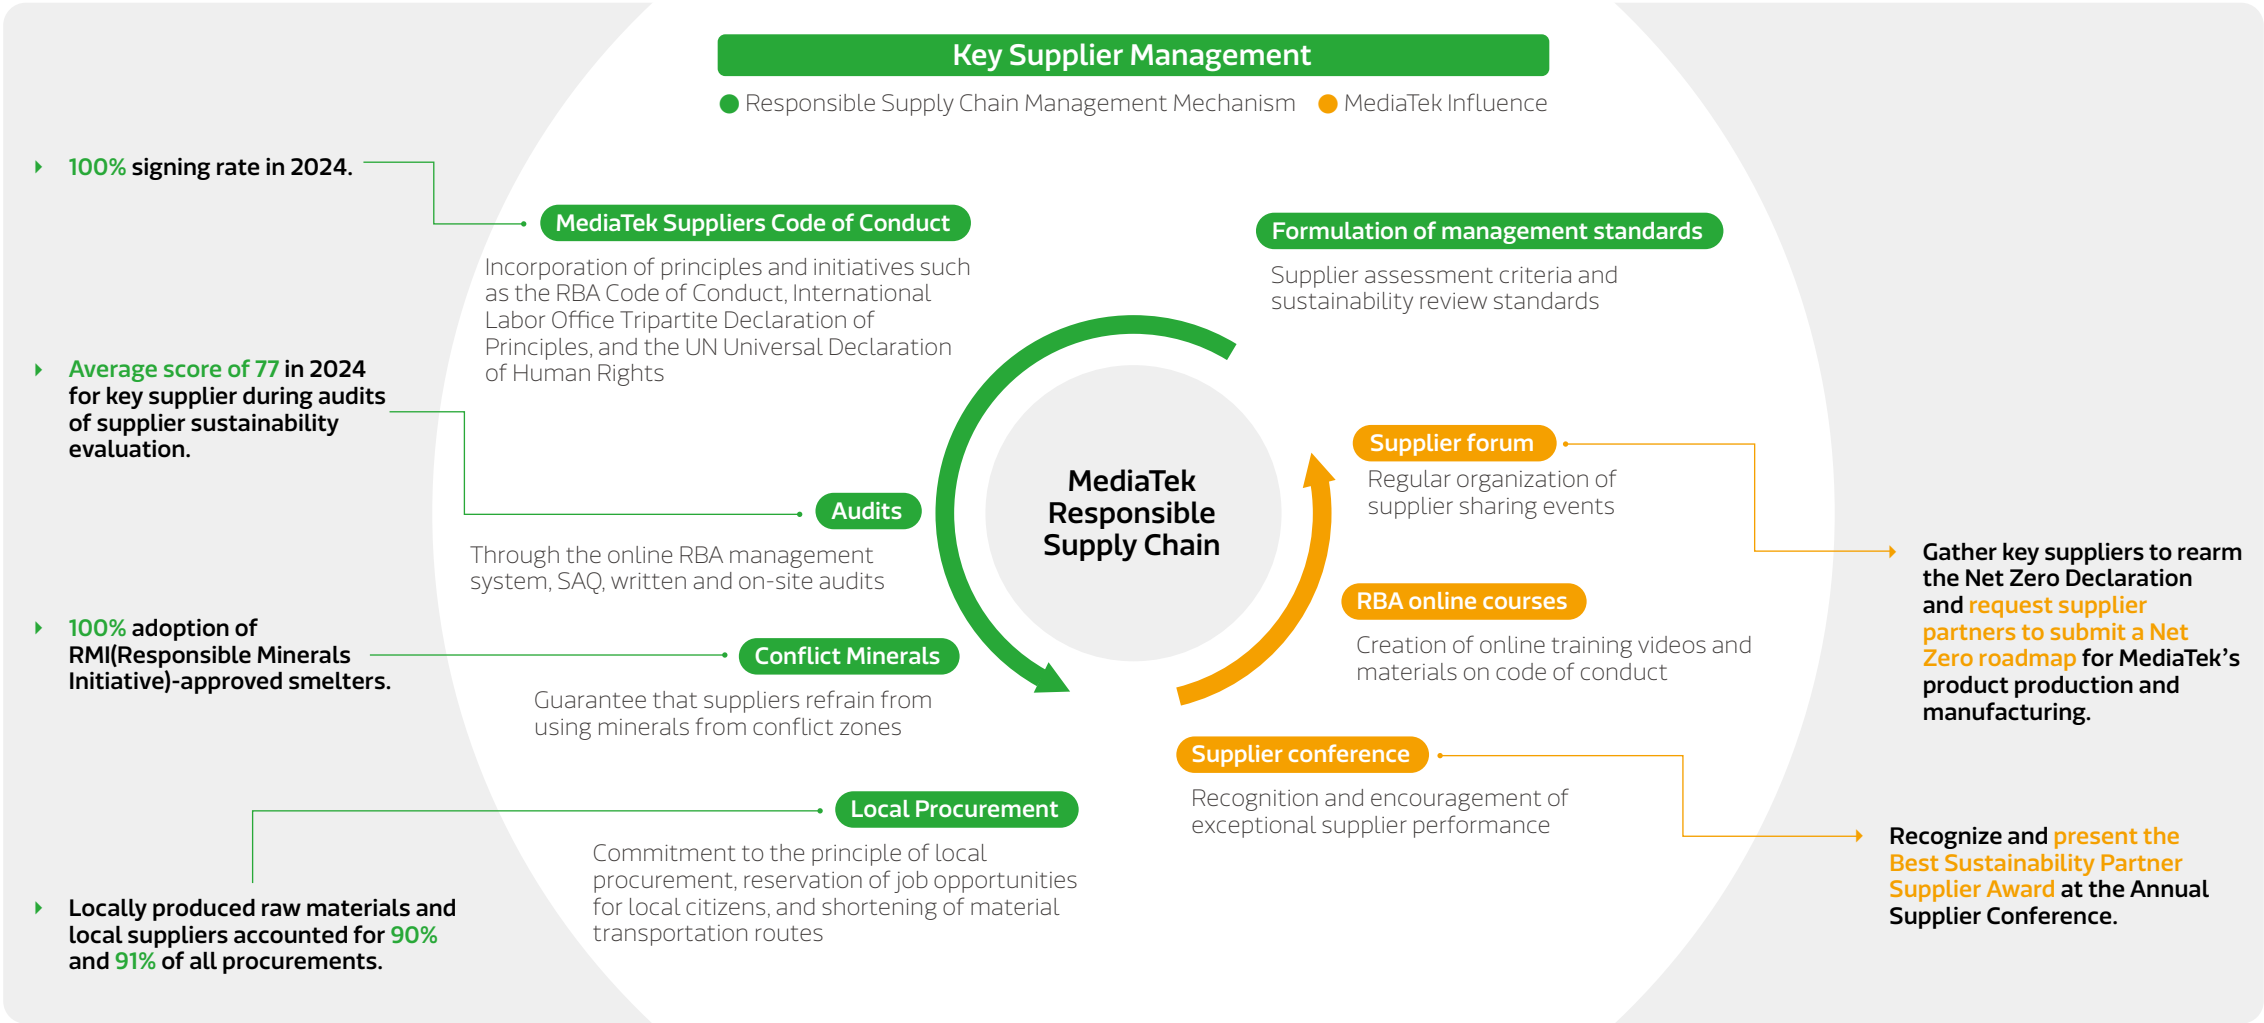 Key Supplier Management
Responsible Supply Chain Management Mechanism
MediaTek Influence
100% signing rate in 2024.
MediaTek Suppliers Code of Conduct
Incorporation of principles and initiatives such
as the RBA Code of Conduct, International
Labor Office Tripartite Declaration of
Principles, and the UN Universal Declaration
of Human Rights
Formulation of management standards
Supplier assessment criteria and
sustainability review standards
Average score of 77 in 2024
for key supplier during audits
of supplier sustainability
evaluation.
Audits
Through the online RBA management
system, SAQ, written and on-site audits
MediaTek
Responsible
Supply Chain
Supplier forum
Regular organization of
supplier sharing events
Gather key suppliers to rearm
the Net Zero Declaration
and request supplier
partners to submit a Net
Zero roadmap for MediaTek's
product production and
manufacturing.
RBA online courses
Creation of online training videos and
materials on code of conduct
100% adoption of
RMI(Responsible Minerals
Initiative)-approved smelters.
Conflict Minerals
Guarantee that suppliers refrain from
using minerals from conflict zones
Supplier conference
Recognition and encouragement of
exceptional supplier performance
Recognize and present the
Best Sustainability Partner
Supplier Award at the Annual
Supplier Conference.
Local Procurement
Commitment to the principle of local
procurement, reservation of job opportunities
for local citizens, and shortening of material
transportation routes
Locally produced raw materials and
local suppliers accounted for 90%
and 91% of all procurements.